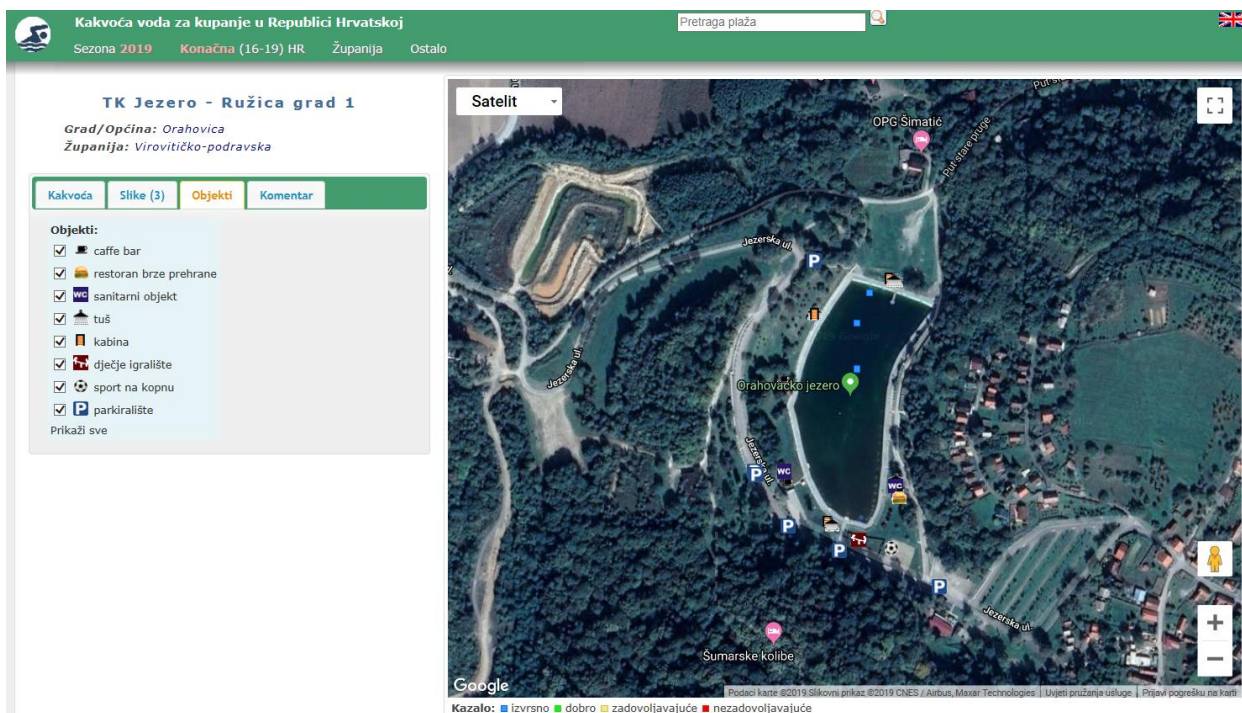 Kakvoća voda za kupanje u Republici Hrvatskoj
Pretraga plaža
Sezona 2019 Konačna (16-19) HR Županija Ostalo
TK Jezero - Ružica grad 1
Grad/Općina: Orahovica
Županija: Virovitičko-podravska
Kakvoća Slike (3) Objekti Komentar
Objekti:
caffe bar
restoran brze prehrane
WC sanitarni objekt
tuš
kabina
dječje igralište
sport na kopnu
P parkiralište
Prikaži sve
Satelit
OPG Šimatić
Put stare pruge
Jezerska ul.
P
Jezerska ul.
Orahovačko jezero
Jezerska ul.
P
WC
WC
P
P
P
Jezerska ul.
Šumarske kolibe
Google
Podaci karte ©2019 Slikovni prikaz ©2019 CNES / Airbus, Maxar Technologies Uvjeti pružanja usluge Prijavi pogrešku na karti
Kazalo: izvrsno dobro zadovoljavajuće nezadovoljavajuće